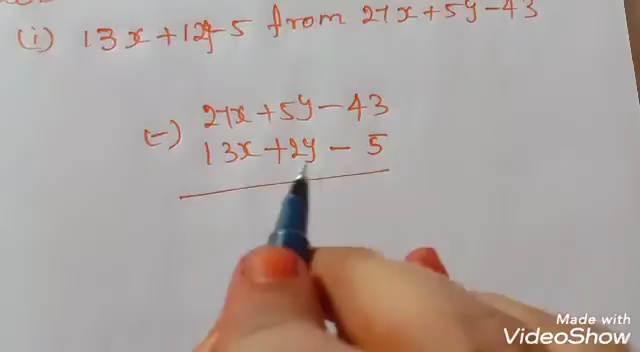 (i) 13x+12y-5 from 27x+5y-43
27x+5y-43
(-)
13x+2y-5
Made with
VideoShow